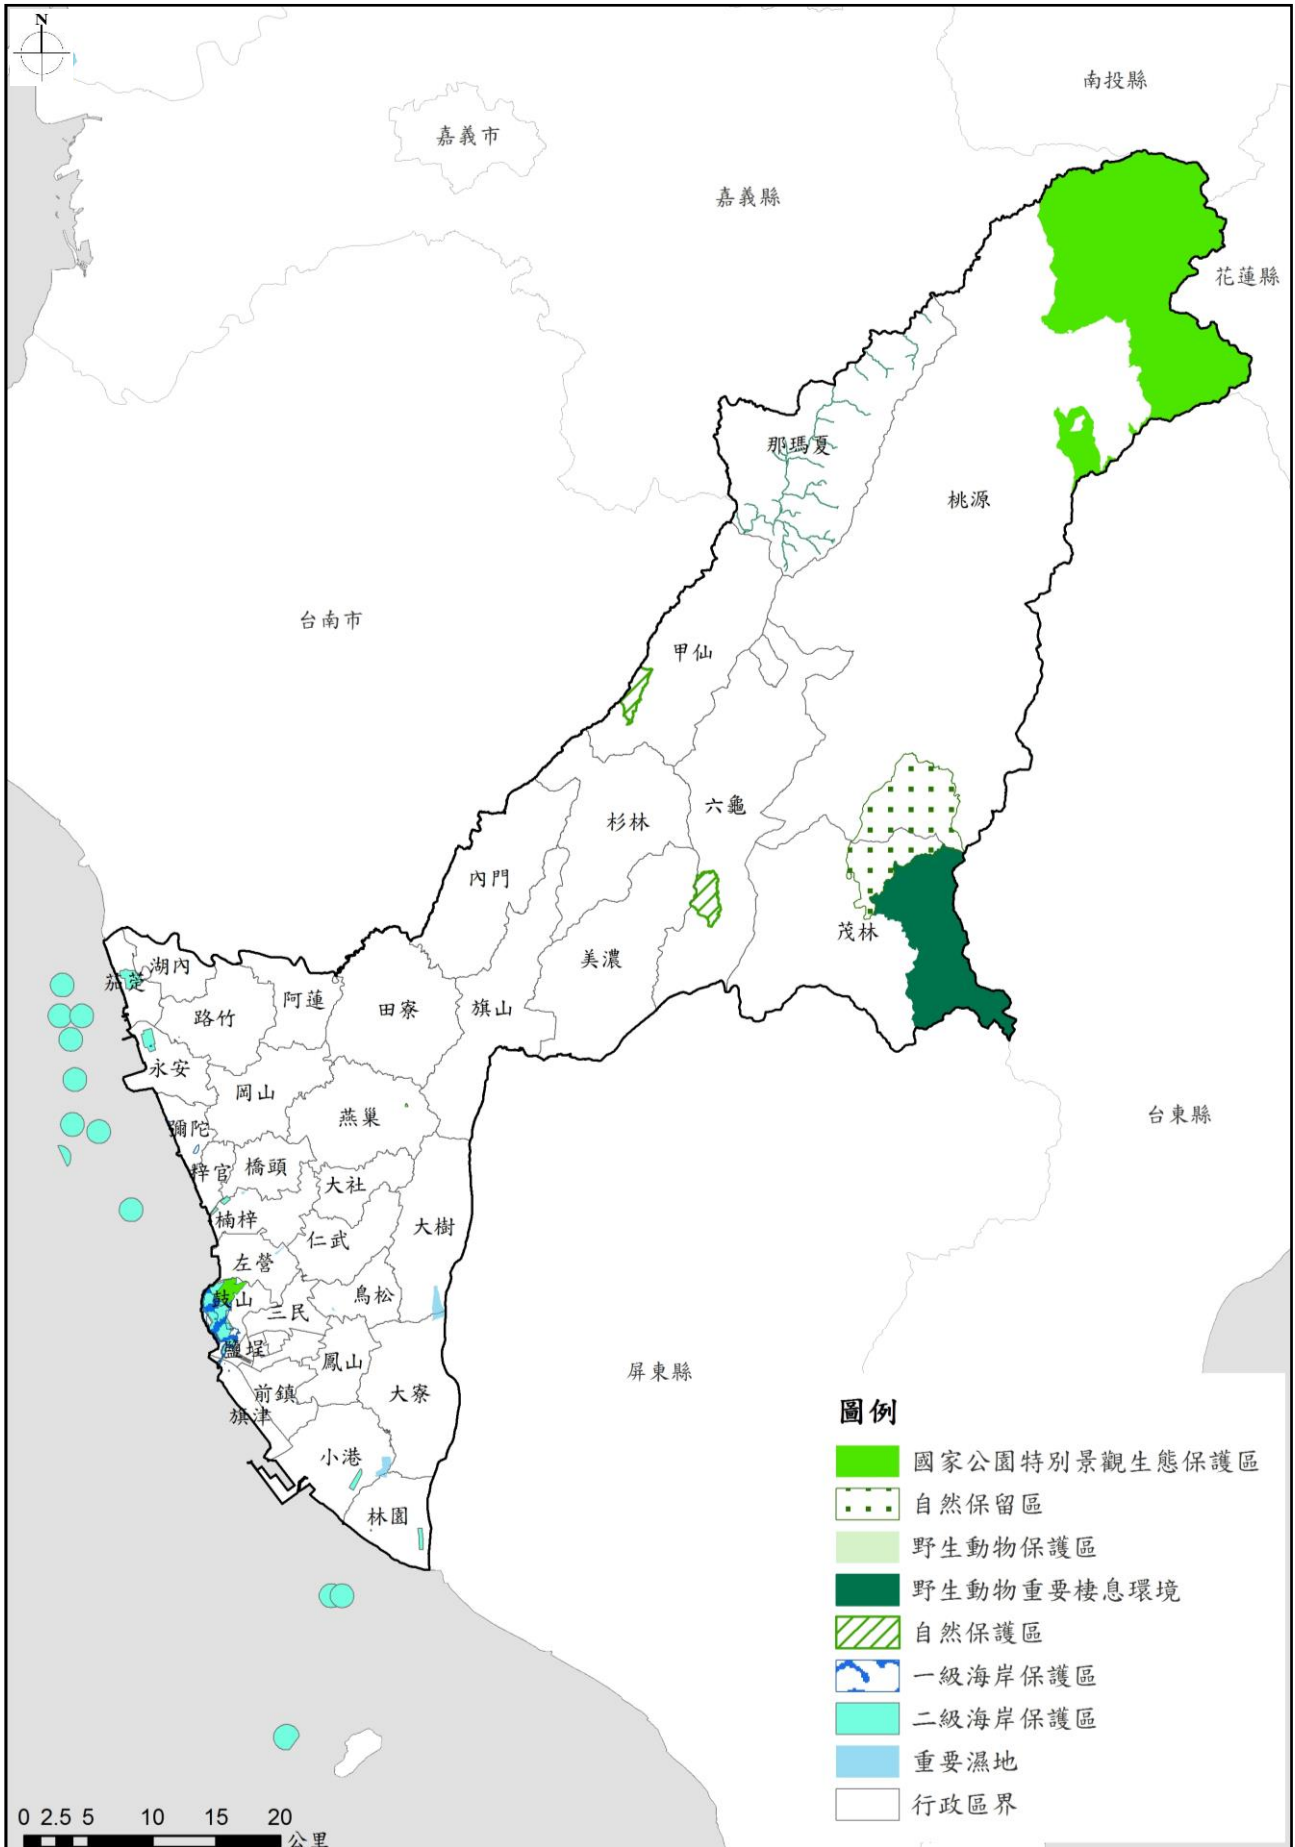 N
南投縣
嘉義市
嘉義縣
花蓮縣
那瑪夏
桃源
台南市
甲仙
六龜
杉林
內門
茂林
美濃
湖內
茄萣
阿蓮
田寮
旗山
路竹
永安
岡山
燕巢
台東縣
彌陀
梓官
橋頭
大社
楠梓
大樹
仁武
左營
鼓山
三民
鳥松
鹽埕
鳳山
屏東縣
前鎮
大寮
旗津
小港
林園
圖例
國家公園特別景觀生態保護區
自然保留區
野生動物保護區
野生動物重要棲息環境
自然保護區
一級海岸保護區
二級海岸保護區
重要濕地
行政區界
0 2.5 5 10 15 20
公里